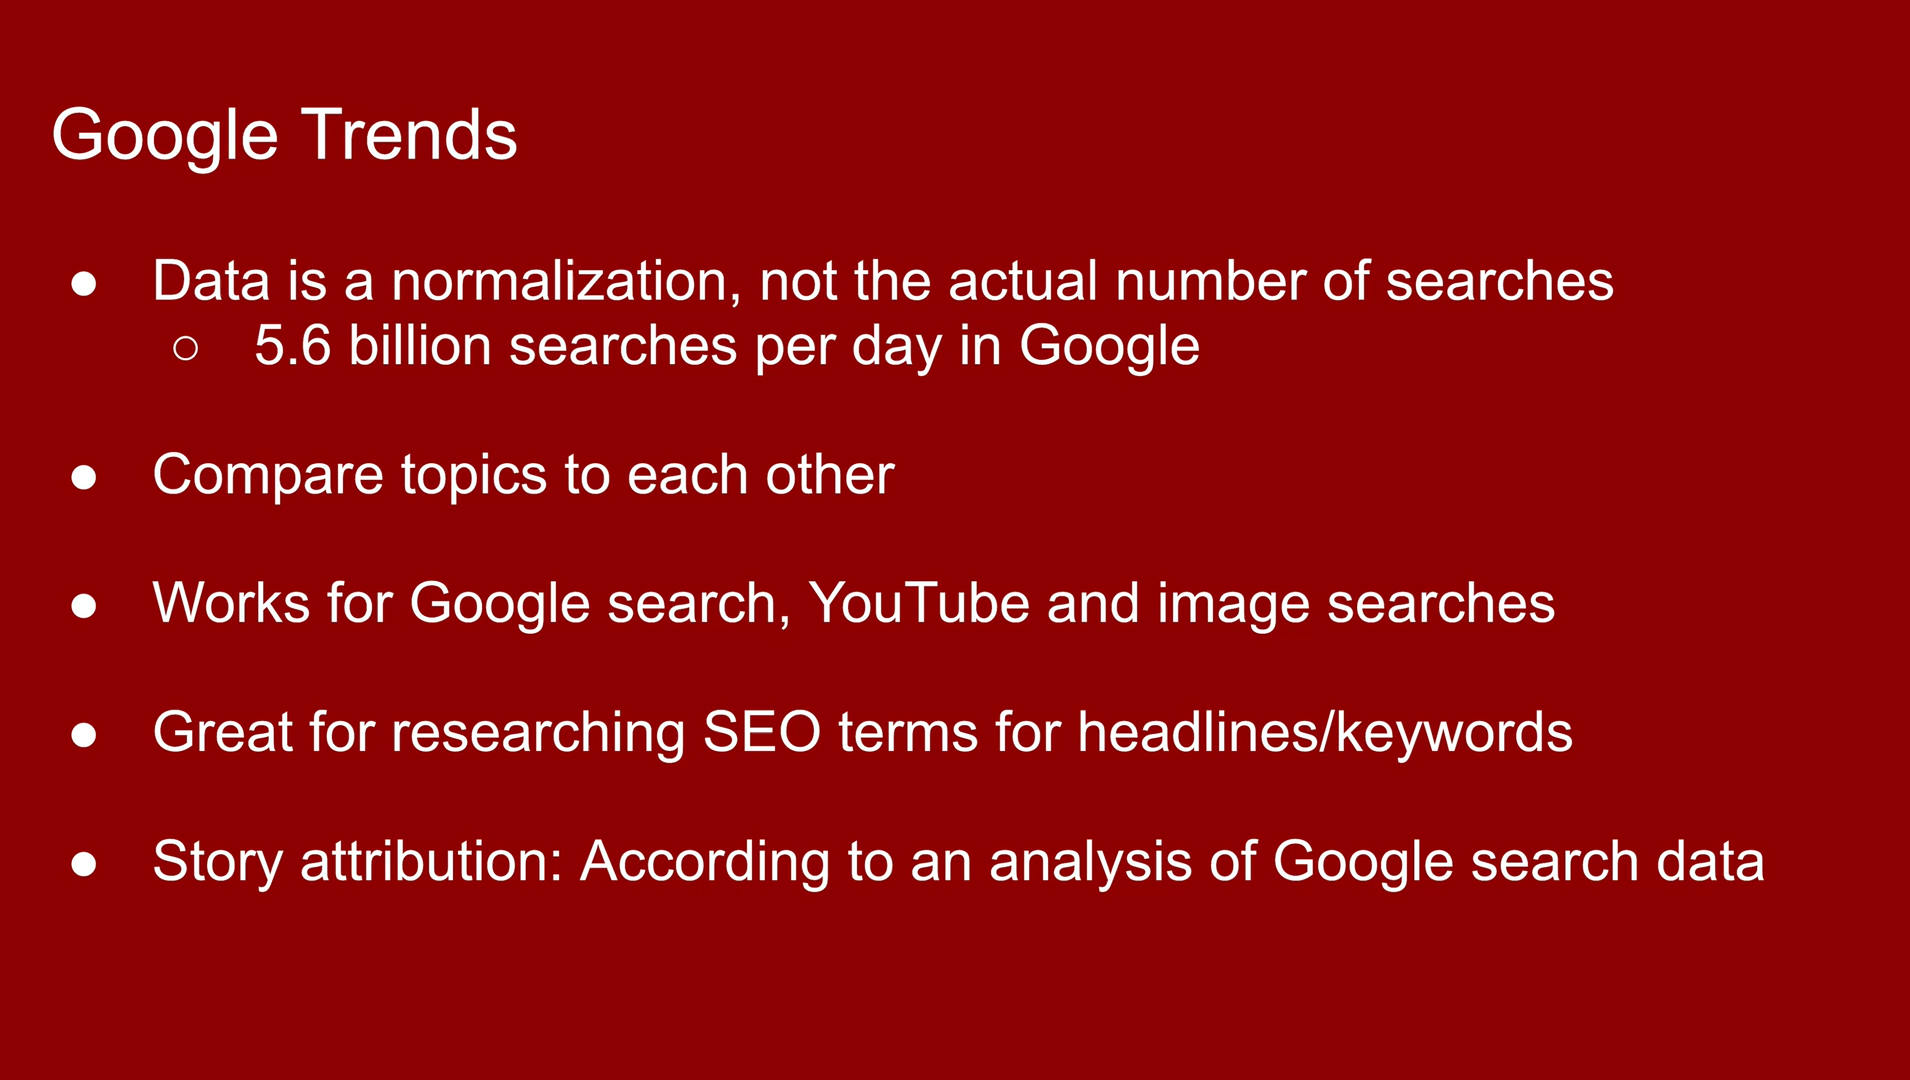 Google Trends
● Data is a normalization, not the actual number of searches
○ 5.6 billion searches per day in Google
● Compare topics to each other
● Works for Google search, YouTube and image searches
● Great for researching SEO terms for headlines/keywords
● Story attribution: According to an analysis of Google search data